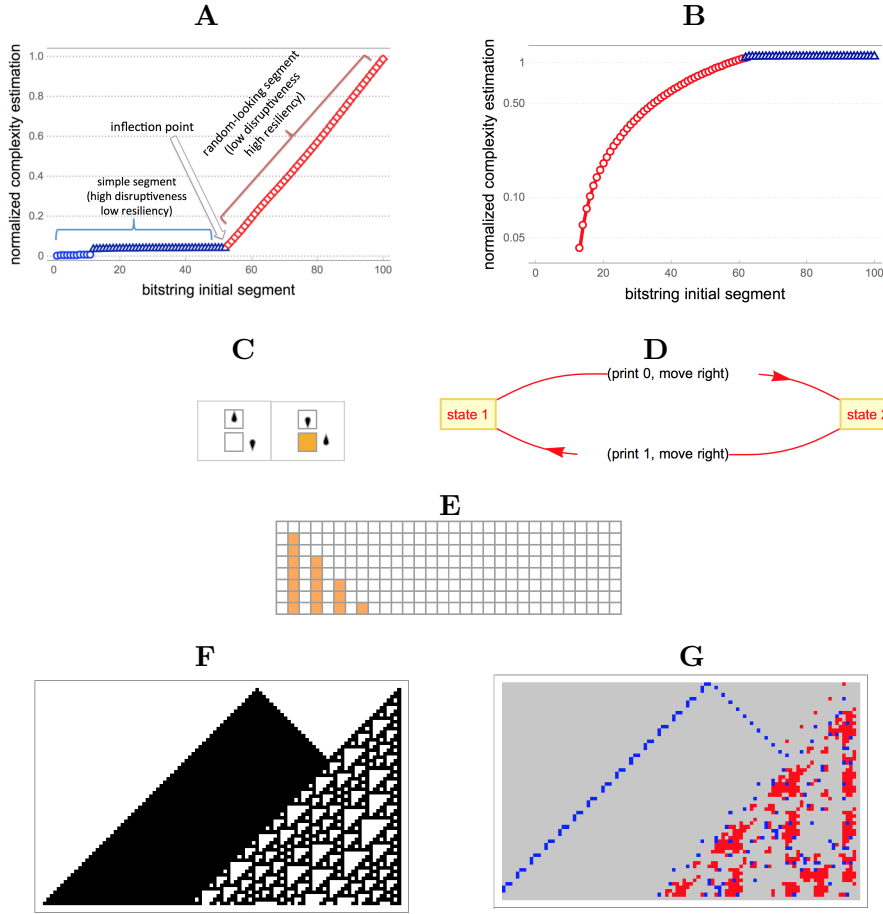 A
B
normalized complexity estimation
1.0
0.8
0.6
0.4
0.2
0
0
20
40
60
80
100
bitstring initial segment
inflection point
simple segment
(high disruptiveness
low resiliency)
random-looking segment
(low disruptiveness
high resiliency)
normalized complexity estimation
1
0.50
0.10
0.05
0
20
40
60
80
100
bitstring initial segment
C
D
(print 0, move right)
state 1
state 2
(print 1, move right)
E
F
G